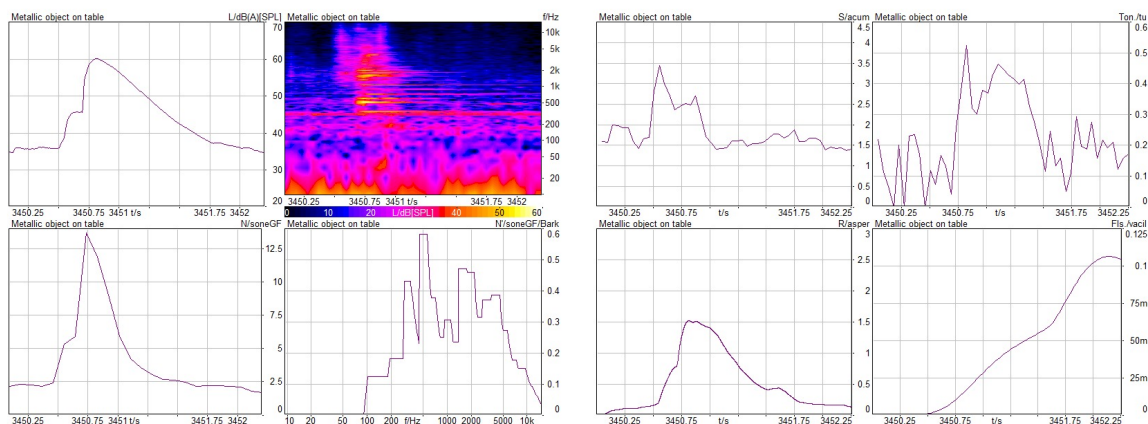 Metallic object on table L/dB(A)[SPL]
70
60
50
40
30
20
3450.25 3450.75 3451 t/s 3451.75 3452
Metallic object on table f/Hz
10k
5k
2k
1k
500
200
100
50
20
3450.25 3450.75 3451 t/s 3451.75 3452
0 20 L/dB[SPL] 40 50 60
Metallic object on table S/acum
4.5
4
3.5
3
2.5
2
1.5
1
0.5
0
3450.25 3450.75 t/s 3451.75 3452.25
Metallic object on table Ton./tu
0.6
0.5
0.4
0.3
0.2
0.1
0
3450.25 3450.75 t/s 3451.75 3452.25
Metallic object on table N/soneGF
12.5
10
7.5
5
2.5
0
3450.25 3450.75 3451 t/s 3451.75 3452
Metallic object on table N'/soneGF/Bark
0.6
0.5
0.4
0.3
0.2
0.1
0
10 20 50 100 200 f/Hz 1000 2000 5000 10k
Metallic object on table R/asper
3
2.5
2
1.5
1
0.5
0
3450.25 3450.75 t/s 3451.75 3452.25
Metallic object on table Fls./vacil
0.125
0.1
75m
50m
25m
0
3450.25 3450.75 t/s 3451.75 3452.25